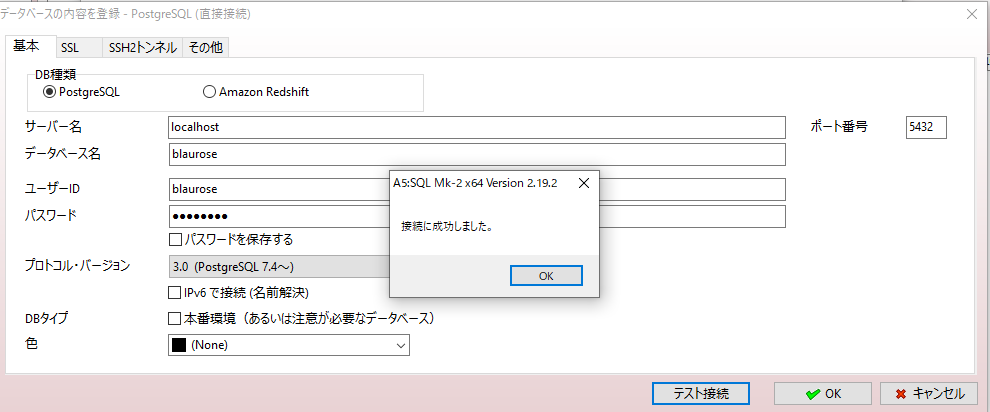 データベースの内容を登録 - PostgreSQL (直接接続)
基本 SSL SSH2トンネル その他
DB種類
PostgreSQL Amazon Redshift
サーバー名 localhost ポート番号 5432
データベース名 blaurose
A5:SQL Mk-2 x64 Version 2.19.2
ユーザーID blaurose
パスワード ●●●●●●●●
接続に成功しました。
パスワードを保存する
プロトコル・バージョン 3.0 (PostgreSQL 7.4～)
OK
IPv6 で接続 (名前解決)
DBタイプ 本番環境（あるいは注意が必要なデータベース）
色 (None)
テスト接続 OK キャンセル